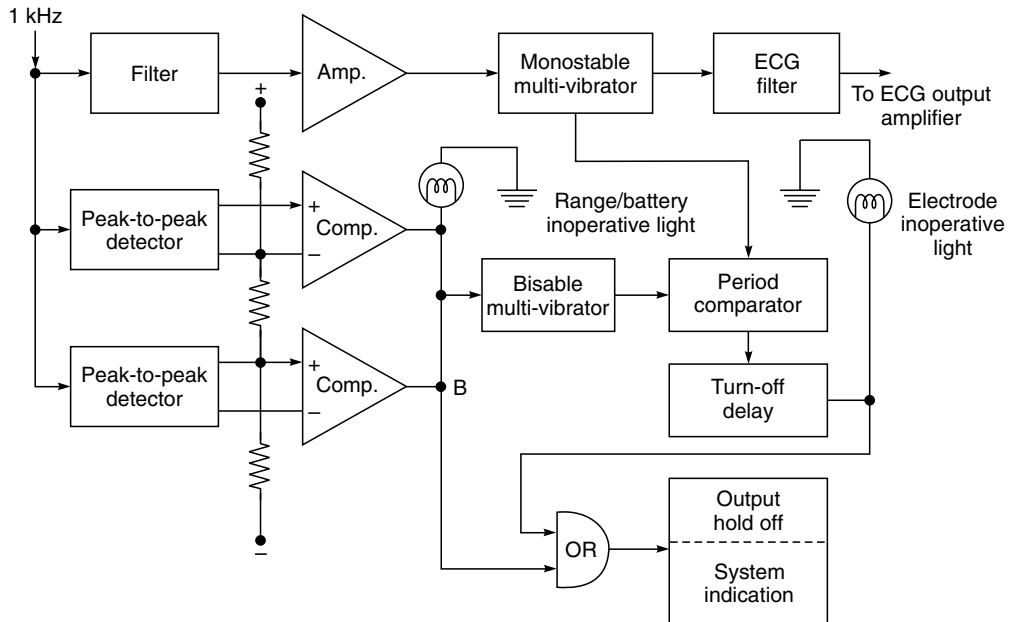 1 kHz
Filter
Amp.
Monostable
multi-vibrator
ECG
filter
To ECG output
amplifier
+
Peak-to-peak
detector
+
Comp.
–
Range/battery
inoperative light
Electrode
inoperative
light
Bisable
multi-vibrator
Period
comparator
Peak-to-peak
detector
+
Comp.
–
B
Turn-off
delay
–
OR
Output
hold off
System
indication